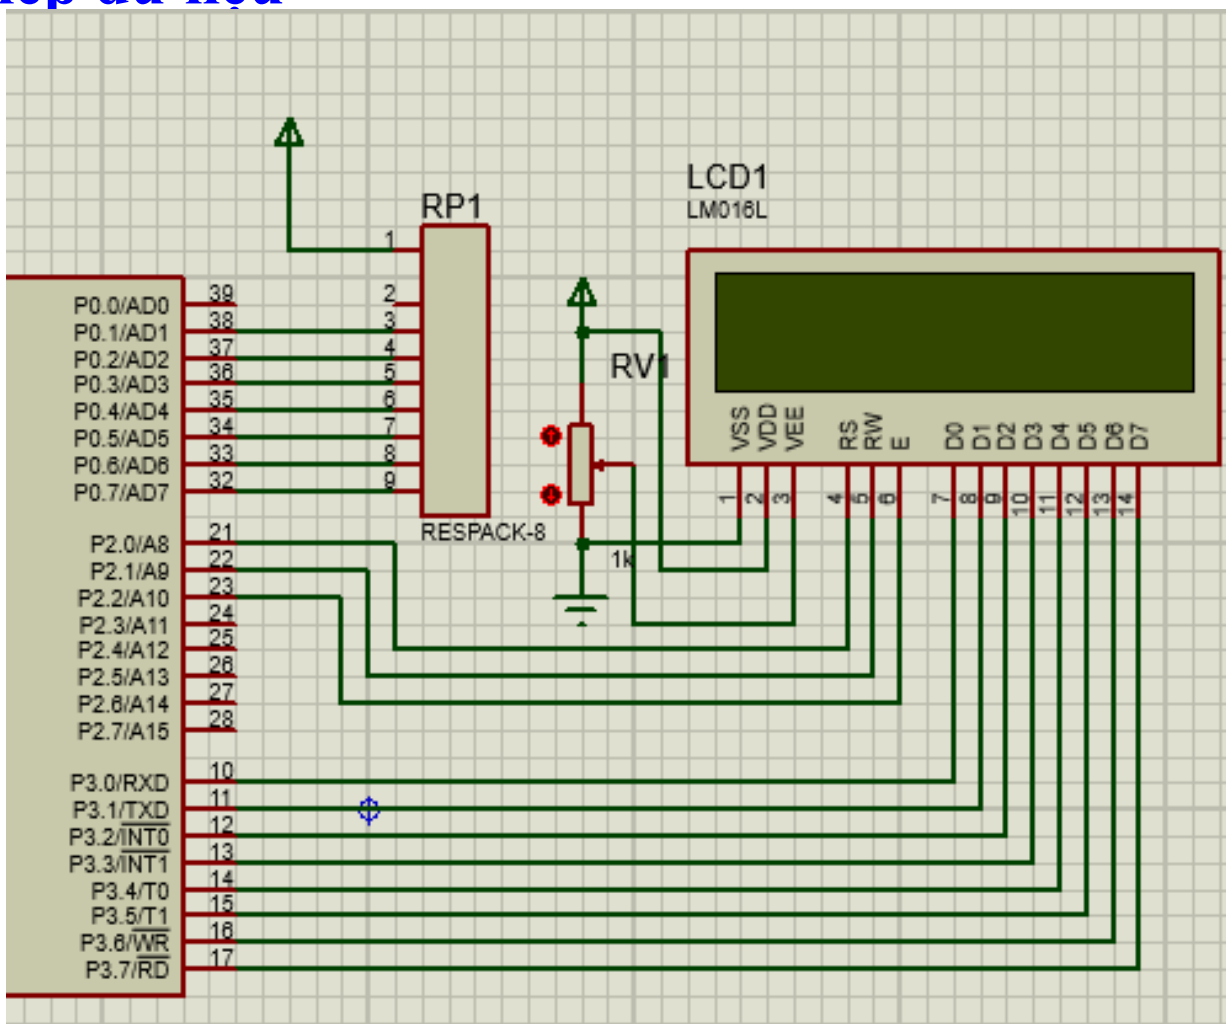 LCD1
LM016L
RP1
1
2
3
4
5
6
7
8
9
RESPACK-8
RV1
1k
VSS
VDD
VEE
RS
RW
E
D0
D1
D2
D3
D4
D5
D6
D7
1
2
3
4
5
6
7
8
9
10
11
12
13
14
P0.0/AD0 39
P0.1/AD1 38
P0.2/AD2 37
P0.3/AD3 36
P0.4/AD4 35
P0.5/AD5 34
P0.6/AD6 33
P0.7/AD7 32
P2.0/A8 21
P2.1/A9 22
P2.2/A10 23
P2.3/A11 24
P2.4/A12 25
P2.5/A13 26
P2.6/A14 27
P2.7/A15 28
P3.0/RXD 10
P3.1/TXD 11
P3.2/INT0 12
P3.3/INT1 13
P3.4/T0 14
P3.5/T1 15
P3.6/WR 16
P3.7/RD 17